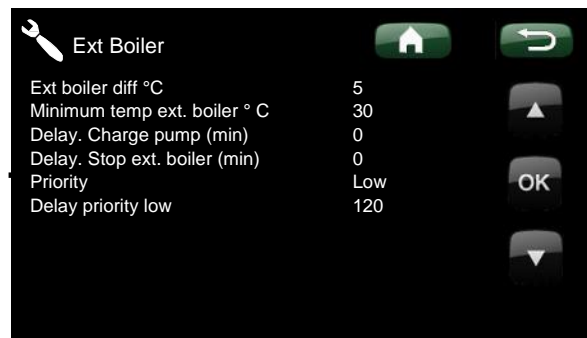 Ext Boiler
Ext boiler diff °C 5
Minimum temp ext. boiler ° C 30
Delay. Charge pump (min) 0
Delay. Stop ext. boiler (min) 0
Priority Low
Delay priority low 120
OK